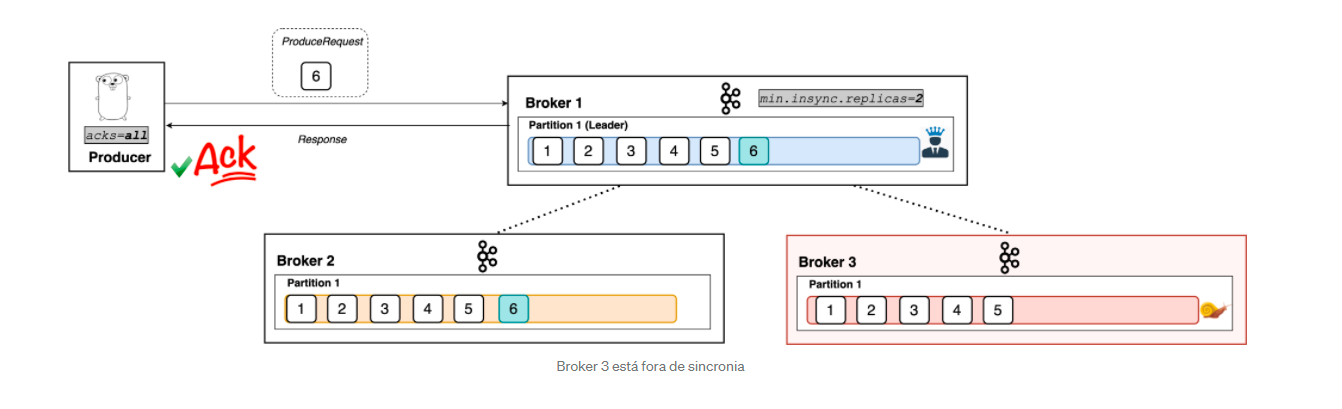 ProduceRequest
6
acks=all
Producer
Response
Ack
Broker 1
min.insync.replicas=2
Partition 1 (Leader)
1 2 3 4 5 6
Broker 2
Partition 1
1 2 3 4 5 6
Broker 3
Partition 1
1 2 3 4 5
Broker 3 está fora de sincronia